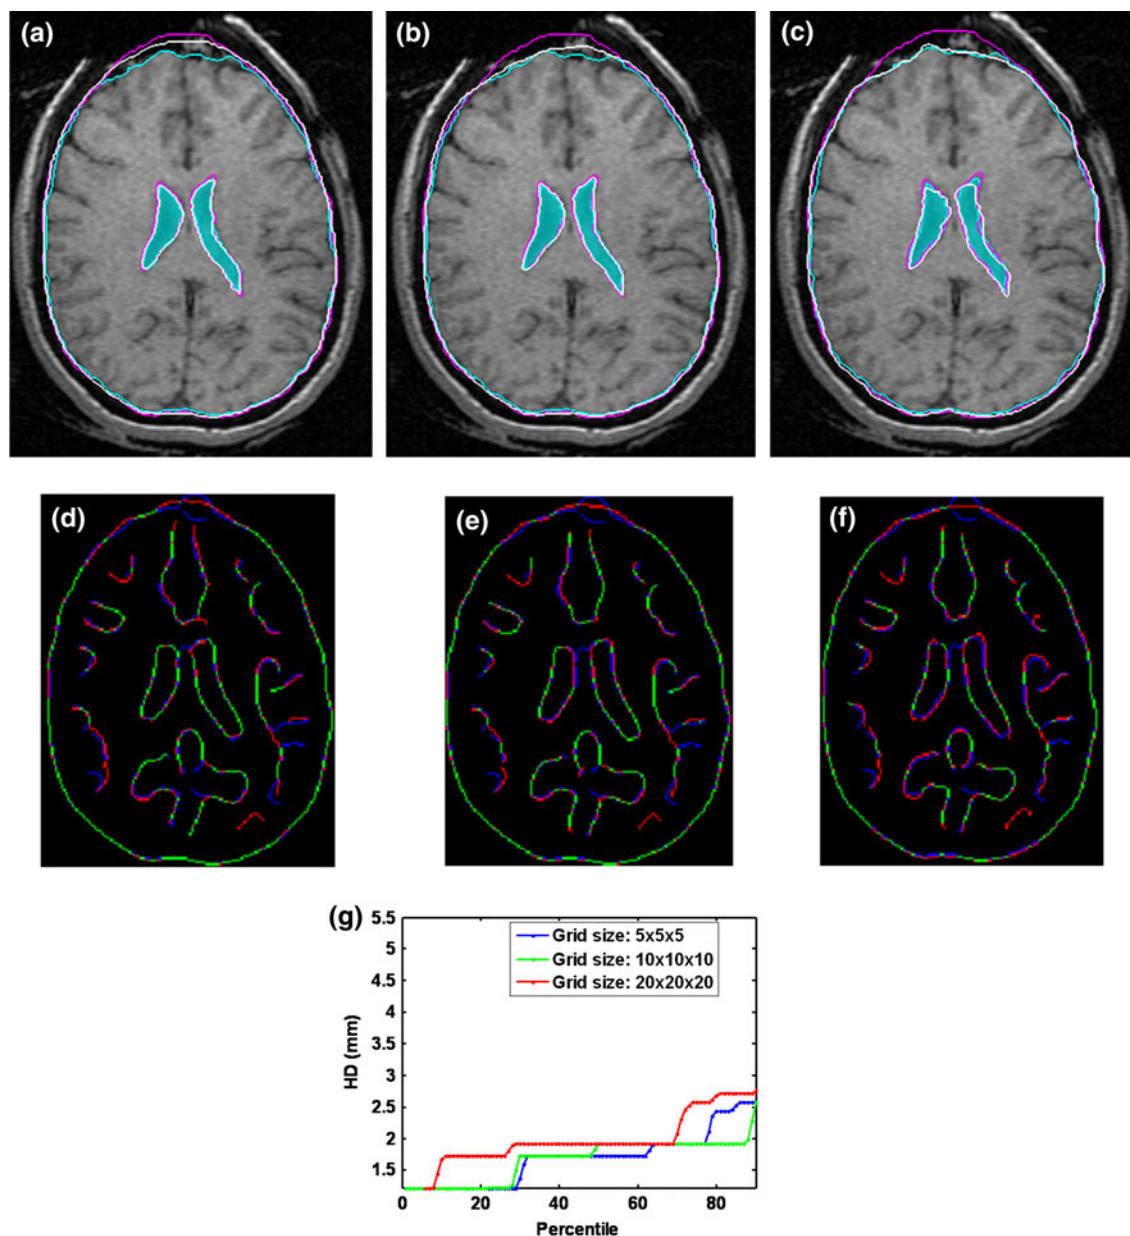 (a)
(b)
(c)
(d)
(e)
(f)
(g)
5.5
5
4.5
4
3.5
3
2.5
2
1.5
HD (mm)
Grid size: 5x5x5
Grid size: 10x10x10
Grid size: 20x20x20
0
20
40
60
80
Percentile